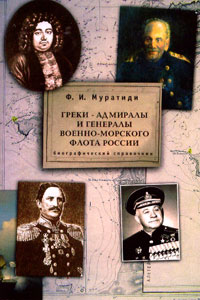 Ф. И. Муратиди
ГРЕКИ - АДМИРАЛЫ
И ГЕНЕРАЛЫ
ВОЕННО-МОРСКОГО
ФЛОТА РОССИИ
биографический справочник